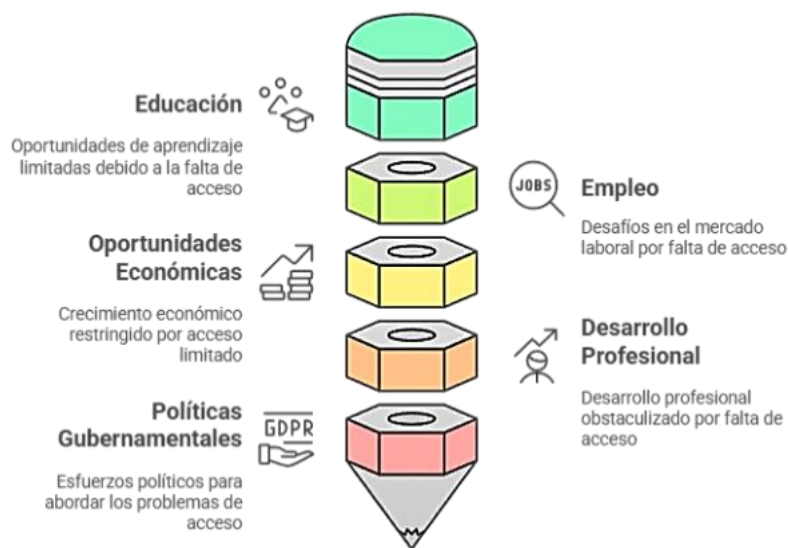 Educación
Oportunidades de aprendizaje
limitadas debido a la falta de
acceso
JOBS
Empleo
Desafíos en el mercado
laboral por falta de acceso
Oportunidades
Económicas
Crecimiento económico
restringido por acceso
limitado
Desarrollo
Profesional
Desarrollo profesional
obstaculizado por falta de
acceso
Políticas
Gubernamentales
GDPR
Esfuerzos políticos para
abordar los problemas de
acceso